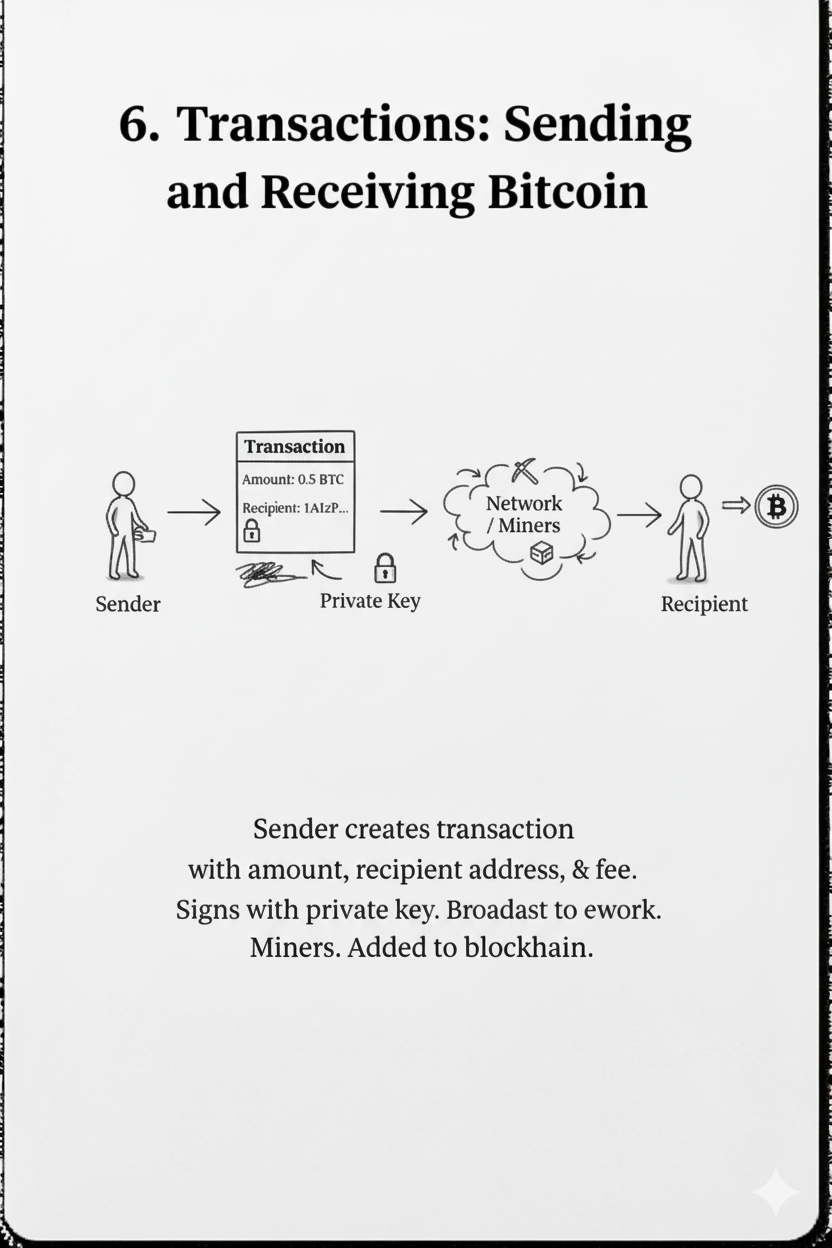 6. Transactions: Sending
and Receiving Bitcoin
Transaction
Amount: 0.5 BTC
Recipient: 1AIzP...
Network
/ Miners
Sender
Private Key
Recipient
Sender creates transaction
with amount, recipient address, & fee.
Signs with private key. Broadast to ework.
Miners. Added to blockhain.